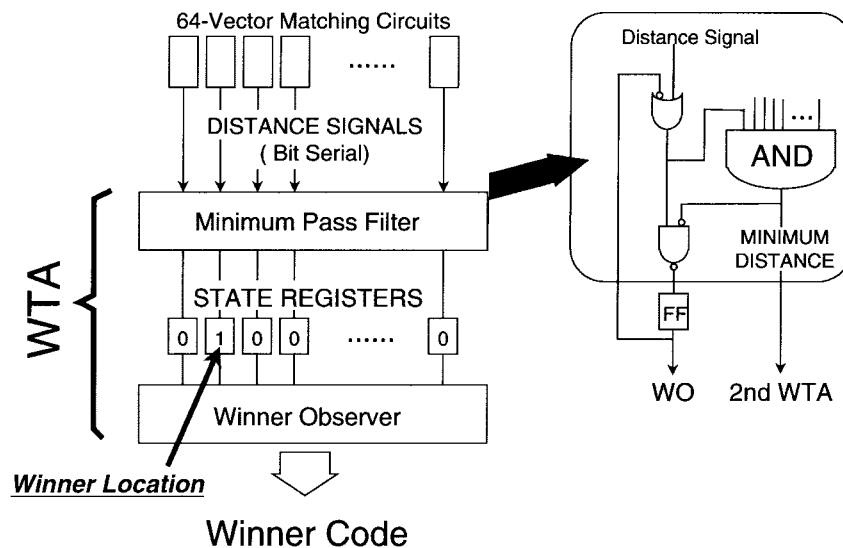 64-Vector Matching Circuits
......
DISTANCE SIGNALS
( Bit Serial)
Minimum Pass Filter
WTA
STATE REGISTERS
0 1 0 0 ...... 0
Winner Observer
Winner Location
Winner Code
Distance Signal
...
AND
MINIMUM
DISTANCE
FF
WO 2nd WTA